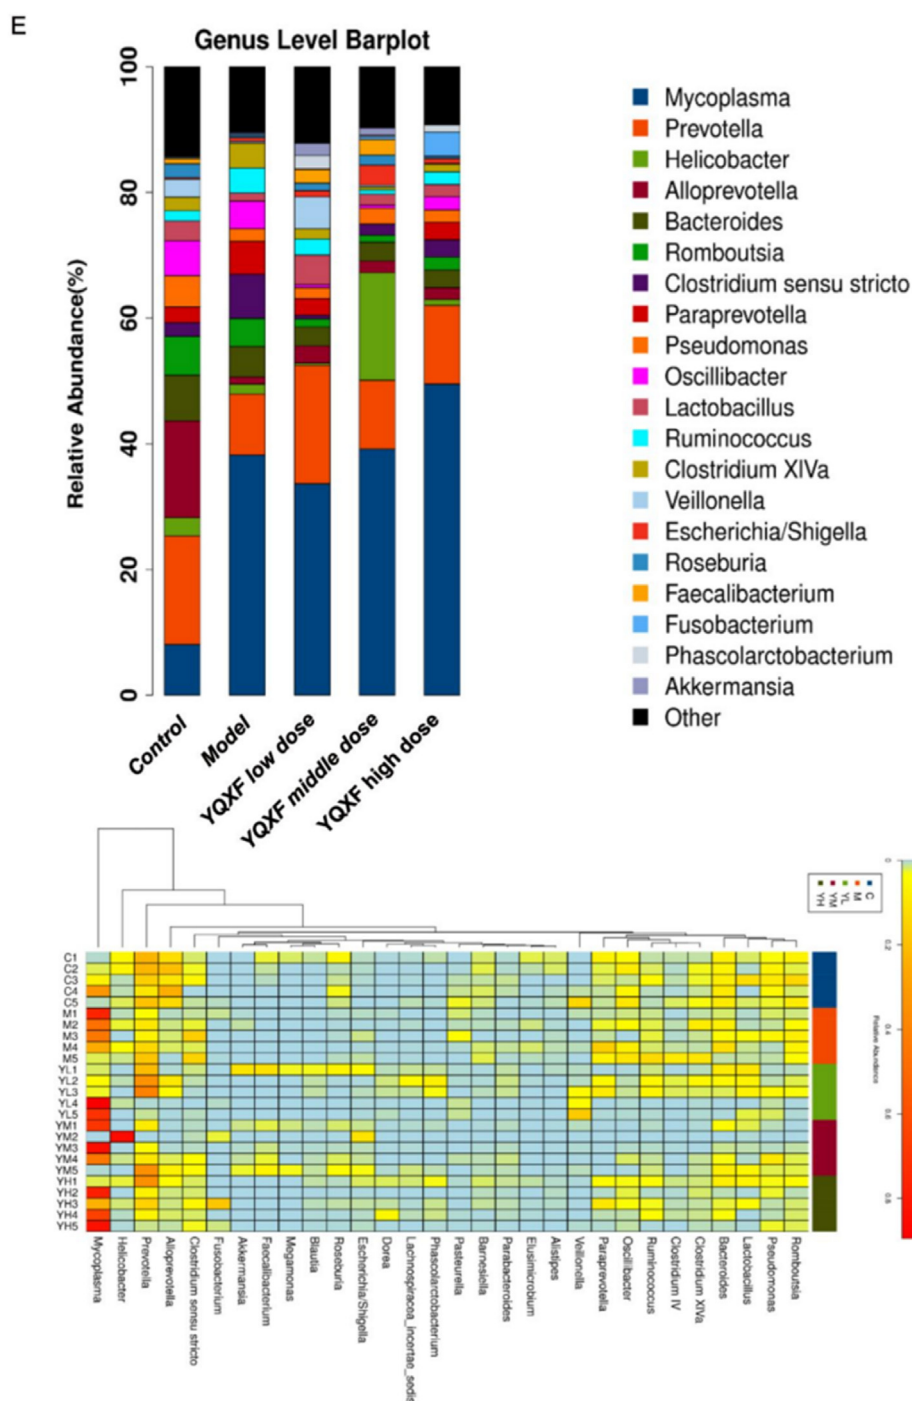 E
Genus Level Barplot
Relative Abundance(%)
100
80
60
40
20
0
Control
Model
YQXF low dose
YQXF middle dose
YQXF high dose
Mycoplasma
Prevotella
Helicobacter
Alloprevotella
Bacteroides
Romboutsia
Clostridium sensu stricto
Paraprevotella
Pseudomonas
Oscillibacter
Lactobacillus
Ruminococcus
Clostridium XIVa
Veillonella
Escherichia/Shigella
Roseburia
Faecalibacterium
Fusobacterium
Phascolarctobacterium
Akkermansia
Other
C
M
YL
YM
YH
0
0.2
0.4
0.6
0.8
Relative Abundance
C1
C2
C3
C4
C5
M1
M2
M3
M4
M5
YL1
YL2
YL3
YL4
YL5
YM1
YM2
YM3
YM4
YM5
YH1
YH2
YH3
YH4
YH5
Mycoplasma
Helicobacter
Prevotella
Alloprevotella
Clostridium sensu stricto
Fusobacterium
Akkermansia
Faecalibacterium
Megamonas
Blautia
Roseburia
Escherichia/Shigella
Dorea
Lachnospiracea_incertae_sedis
Phascolarctobacterium
Pasteurella
Barnesiella
Parabacteroides
Elusimicrobium
Alistipes
Veillonella
Paraprevotella
Oscillibacter
Ruminococcus
Clostridium IV
Clostridium XIVa
Bacteroides
Lactobacillus
Pseudomonas
Romboutsia